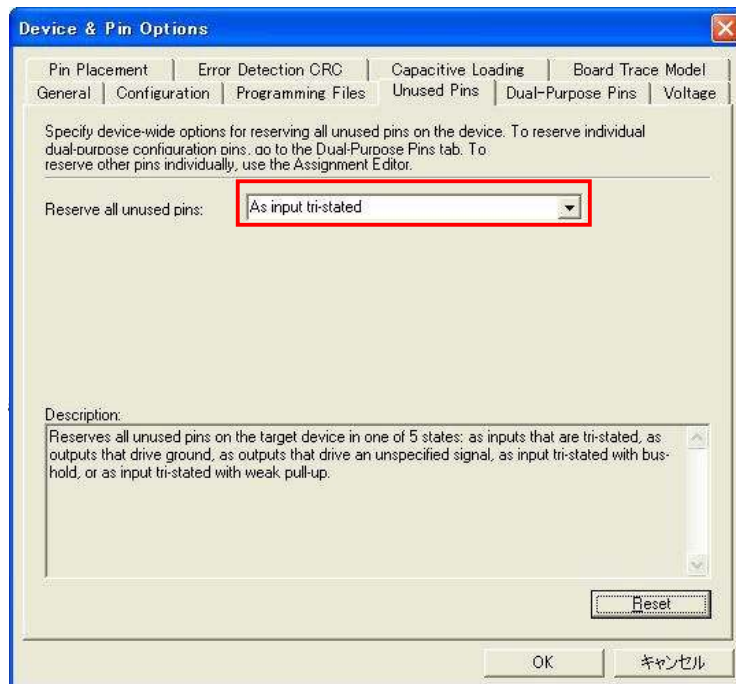 Device & Pin Options
Pin Placement
Error Detection CRC
Capacitive Loading
Board Trace Model
General
Configuration
Programming Files
Unused Pins
Dual-Purpose Pins
Voltage
Specify device-wide options for reserving all unused pins on the device. To reserve individual
dual-purpose configuration pins, go to the Dual-Purpose Pins tab. To
reserve other pins individually, use the Assignment Editor.
Reserve all unused pins:
As input tri-stated
Description:
Reserves all unused pins on the target device in one of 5 states: as inputs that are tri-stated, as
outputs that drive ground, as outputs that drive an unspecified signal, as input tri-stated with bus-
hold, or as input tri-stated with weak pull-up.
Reset
OK
キャンセル